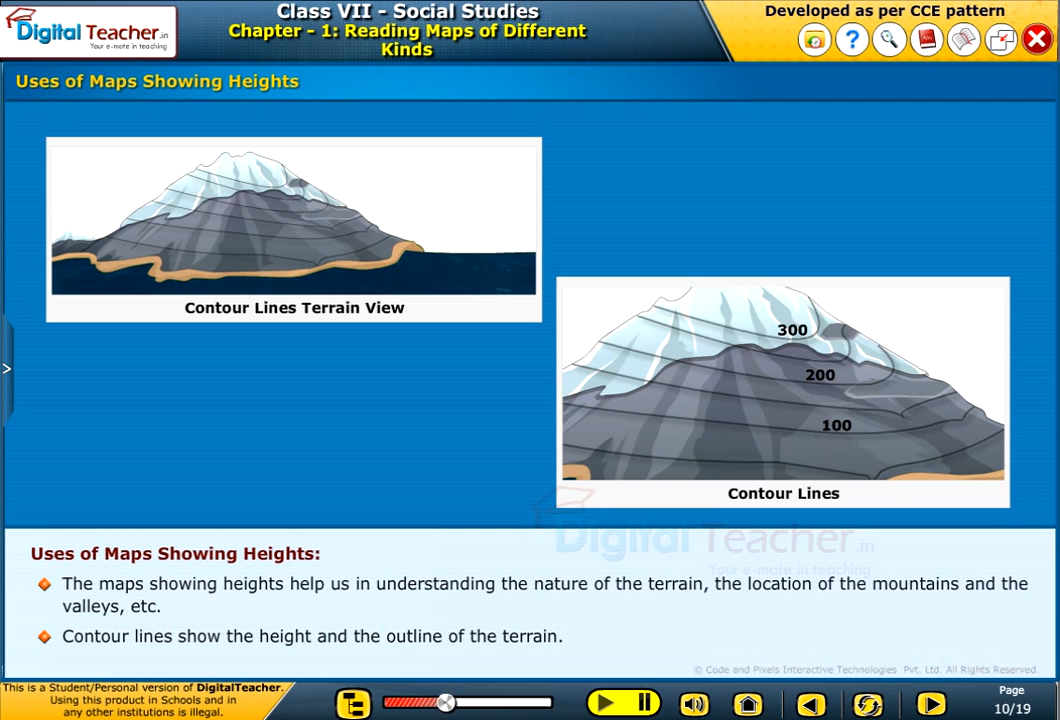 Digital Teacher.in
Your e-mate in teaching
Class VII - Social Studies
Chapter - 1: Reading Maps of Different
Kinds
Developed as per CCE pattern
Uses of Maps Showing Heights
Contour Lines Terrain View
300
200
100
Contour Lines
Digital Teacher.in
Your e-mate in teaching
Uses of Maps Showing Heights:
The maps showing heights help us in understanding the nature of the terrain, the location of the mountains and the
valleys, etc.
Contour lines show the height and the outline of the terrain.
© Code and Pixels Interactive Technologies Pvt. Ltd. All Rights Reserved.
This is a Student/Personal version of DigitalTeacher.
Using this product in Schools and in
any other institutions is illegal.
Page
10/19